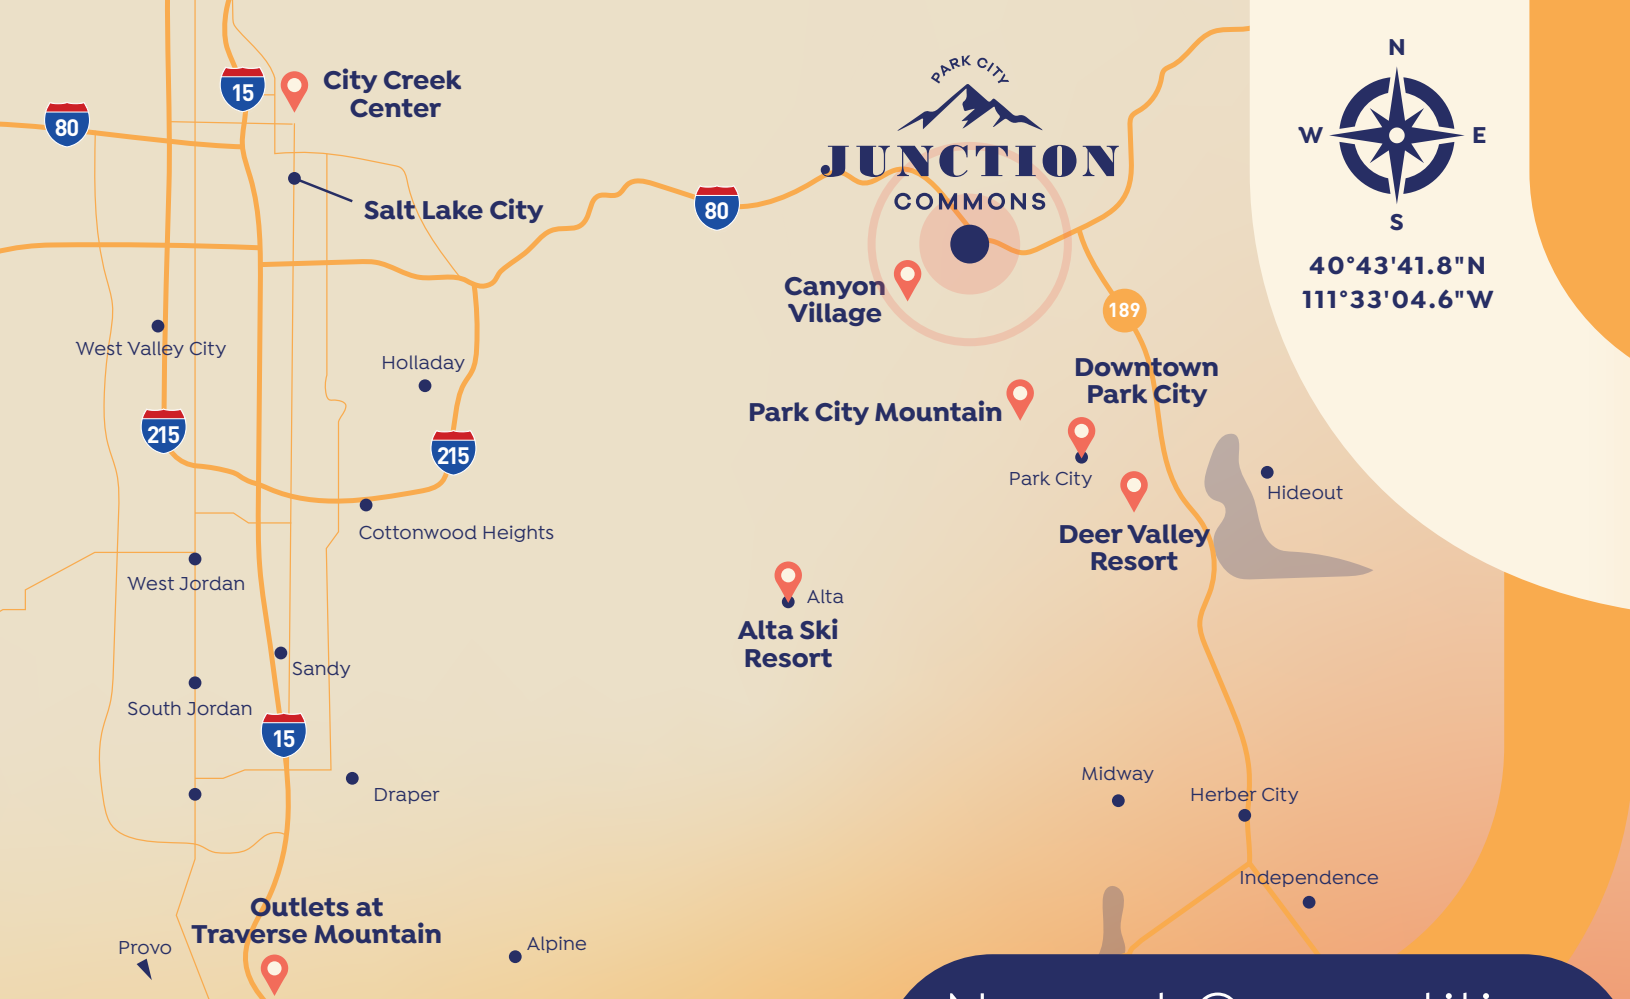 N
W
E
S
40°43'41.8"N
111°33'04.6"W
PARK CITY
JUNCTION
COMMONS
15
City Creek
Center
80
Salt Lake City
80
Canyon
Village
189
West Valley City
Holladay
Downtown
Park City
Park City Mountain
215
215
Park City
Hideout
Cottonwood Heights
Deer Valley
Resort
West Jordan
Alta
Alta Ski
Resort
Sandy
South Jordan
15
Draper
Midway
Herber City
Independence
Outlets at
Traverse Mountain
Provo
Alpine